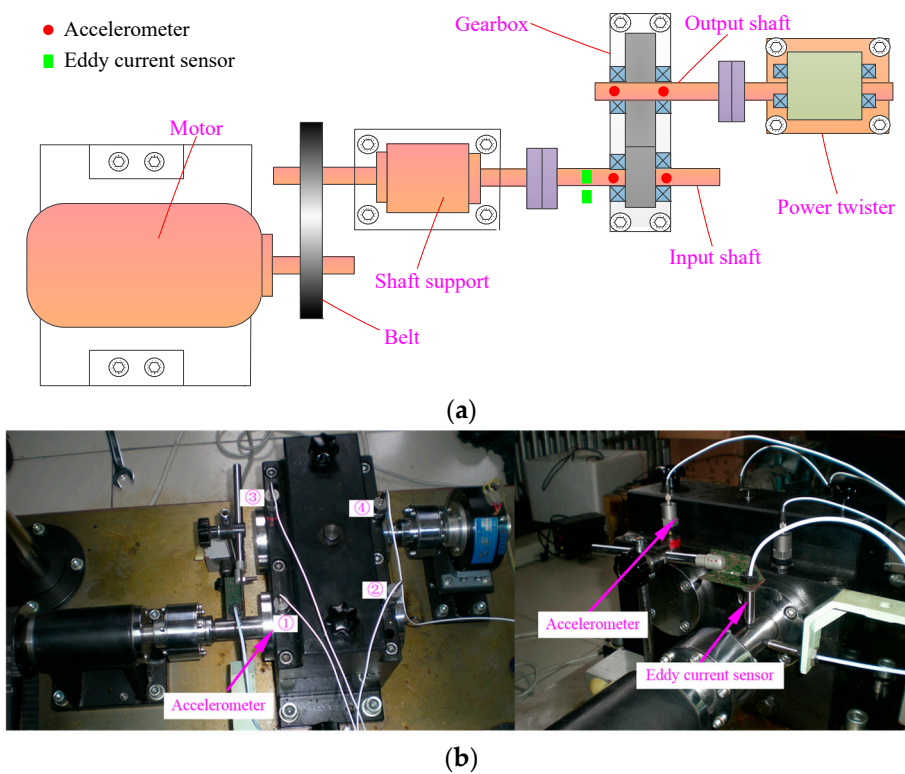 Accelerometer
Eddy current sensor
Gearbox
Output shaft
Motor
Power twister
Shaft support
Input shaft
Belt
(a)
③
④
②
①
Accelerometer
Accelerometer
Eddy current sensor
(b)